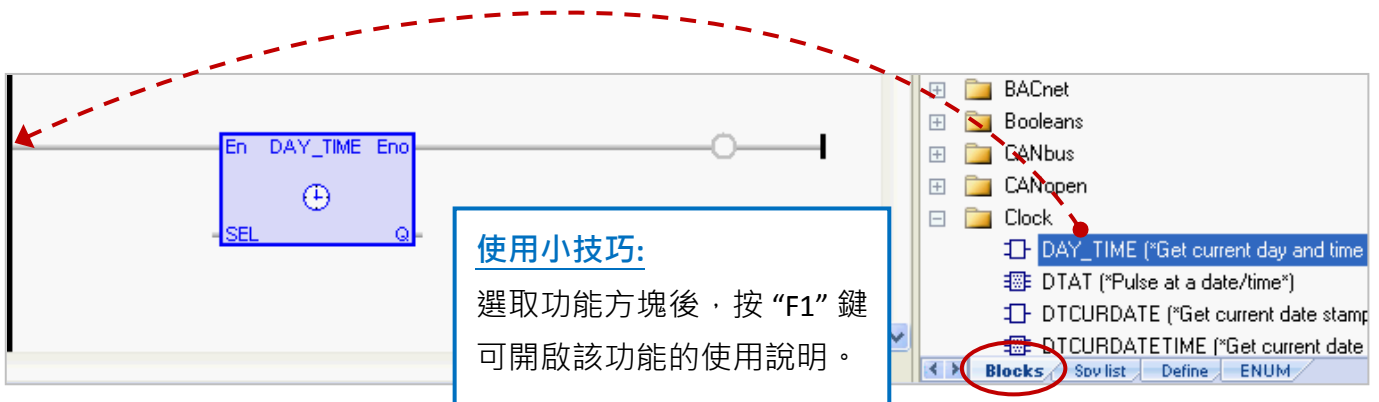 BACnet
Booleans
CANbus
CANopen
Clock
DAY_TIME (*Get current day and time
DTAT (*Pulse at a date/time*)
DTCURDATE (*Get current date stamp
DTCURDATETIME (*Get current date
Blocks Spy list Define ENUM
En DAY_TIME Eno
SEL Q
使用小技巧:
選取功能方塊後，按 “F1” 鍵
可開啟該功能的使用說明。